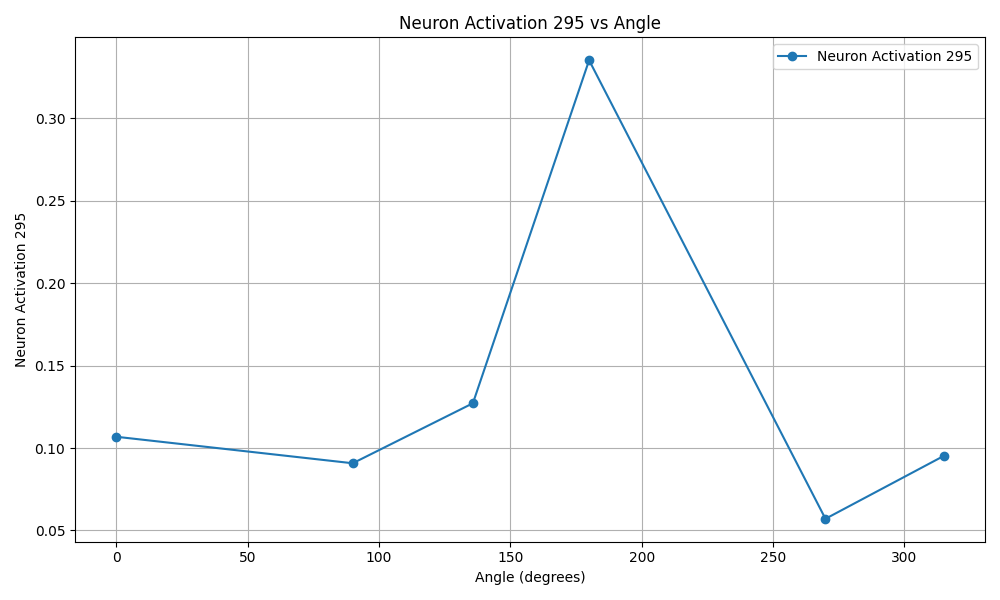 Neuron Activation 295 vs Angle
Neuron Activation 295
Neuron Activation 295
0.30
0.25
0.20
0.15
0.10
0.05
0 50 100 150 200 250 300
Angle (degrees)